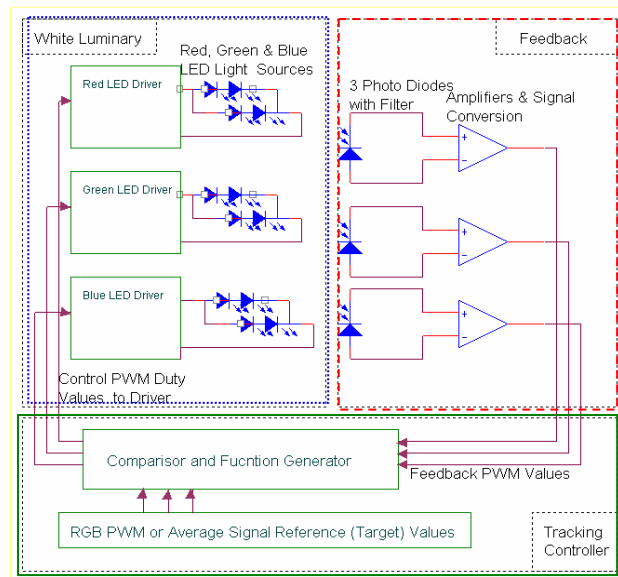 White Luminary
Red, Green & Blue
LED Light Sources
Feedback
Red LED Driver
3 Photo Diodes
with Filter
Amplifiers & Signal
Conversion
+
−
Green LED Driver
+
−
Blue LED Driver
+
−
Control PWM Duty
Values to Driver
Comparisor and Fucntion Generator
Feedback PWM Values
RGB PWM or Average Signal Reference (Target) Values
Tracking
Controller